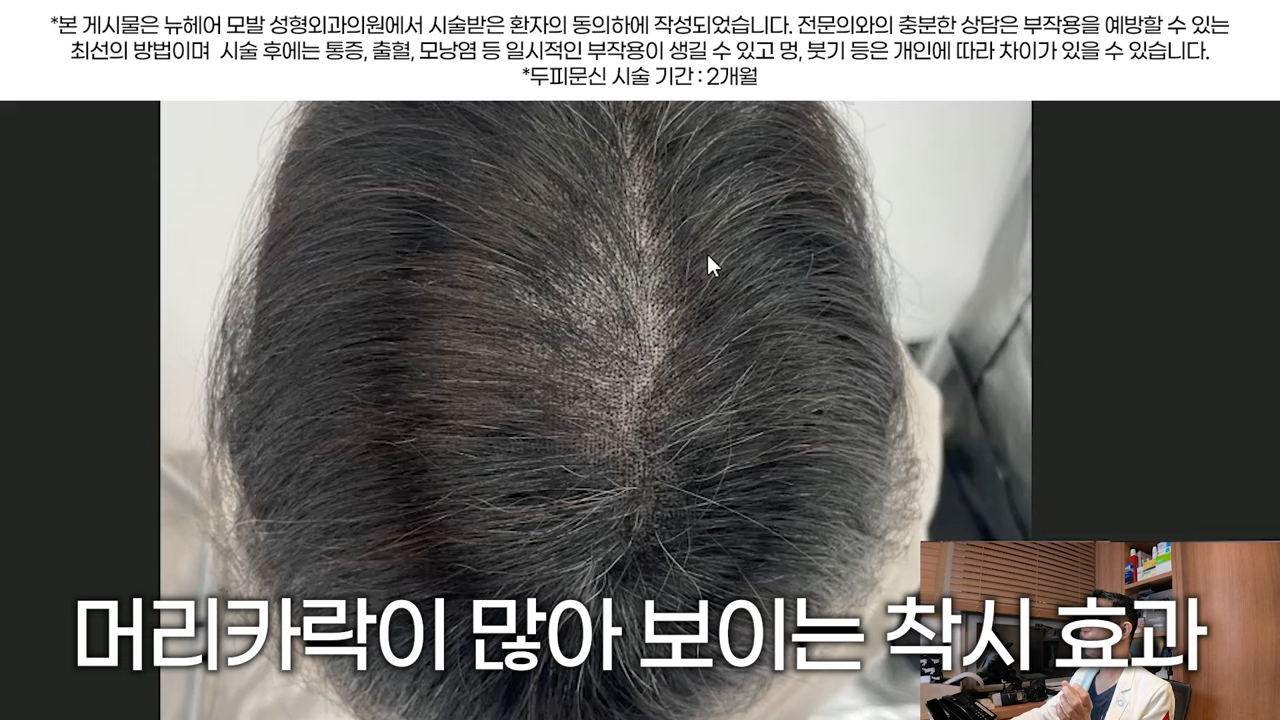 *본 게시물은 뉴헤어 모발 성형외과의원에서 시술받은 환자의 동의하에 작성되었습니다. 전문의와의 충분한 상담은 부작용을 예방할 수 있는
최선의 방법이며 시술 후에는 통증, 출혈, 모낭염 등 일시적인 부작용이 생길 수 있고 멍, 붓기 등은 개인에 따라 차이가 있을 수 있습니다.
*두피문신 시술 기간 : 2개월
머리카락이 많아 보이는 착시 효과